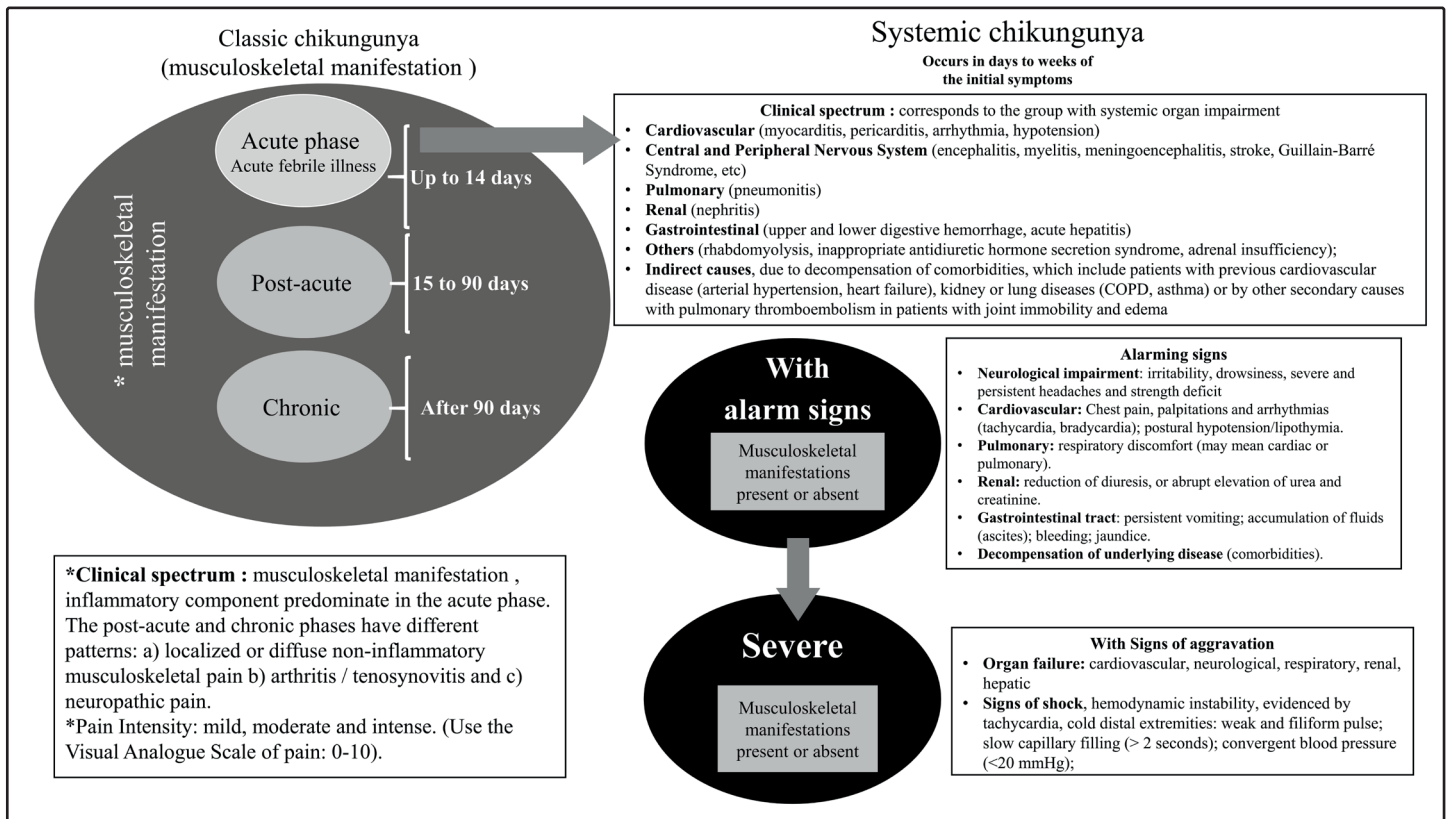 Classic chikungunya
(musculoskeletal manifestation )
Acute phase
Acute febrile illness
Up to 14 days
Post-acute
15 to 90 days
Chronic
After 90 days
* musculoskeletal
manifestation
*Clinical spectrum : musculoskeletal manifestation ,
inflammatory component predominate in the acute phase.
The post-acute and chronic phases have different
patterns: a) localized or diffuse non-inflammatory
musculoskeletal pain b) arthritis / tenosynovitis and c)
neuropathic pain.
*Pain Intensity: mild, moderate and intense. (Use the
Visual Analogue Scale of pain: 0-10).
Systemic chikungunya
Occurs in days to weeks of
the initial symptoms
Clinical spectrum : corresponds to the group with systemic organ impairment
• Cardiovascular (myocarditis, pericarditis, arrhythmia, hypotension)
• Central and Peripheral Nervous System (encephalitis, myelitis, meningoencephalitis, stroke, Guillain-Barré
Syndrome, etc)
• Pulmonary (pneumonitis)
• Renal (nephritis)
• Gastrointestinal (upper and lower digestive hemorrhage, acute hepatitis)
• Others (rhabdomyolysis, inappropriate antidiuretic hormone secretion syndrome, adrenal insufficiency);
• Indirect causes, due to decompensation of comorbidities, which include patients with previous cardiovascular
disease (arterial hypertension, heart failure), kidney or lung diseases (COPD, asthma) or by other secondary causes
with pulmonary thromboembolism in patients with joint immobility and edema
With
alarm signs
Musculoskeletal
manifestations
present or absent
Alarming signs
• Neurological impairment: irritability, drowsiness, severe and
persistent headaches and strength deficit
• Cardiovascular: Chest pain, palpitations and arrhythmias
(tachycardia, bradycardia); postural hypotension/lipothymia.
• Pulmonary: respiratory discomfort (may mean cardiac or
pulmonary).
• Renal: reduction of diuresis, or abrupt elevation of urea and
creatinine.
• Gastrointestinal tract: persistent vomiting; accumulation of fluids
(ascites); bleeding; jaundice.
• Decompensation of underlying disease (comorbidities).
Severe
Musculoskeletal
manifestations
present or absent
With Signs of aggravation
• Organ failure: cardiovascular, neurological, respiratory, renal,
hepatic
• Signs of shock, hemodynamic instability, evidenced by
tachycardia, cold distal extremities: weak and filiform pulse;
slow capillary filling (> 2 seconds); convergent blood pressure
(<20 mmHg);